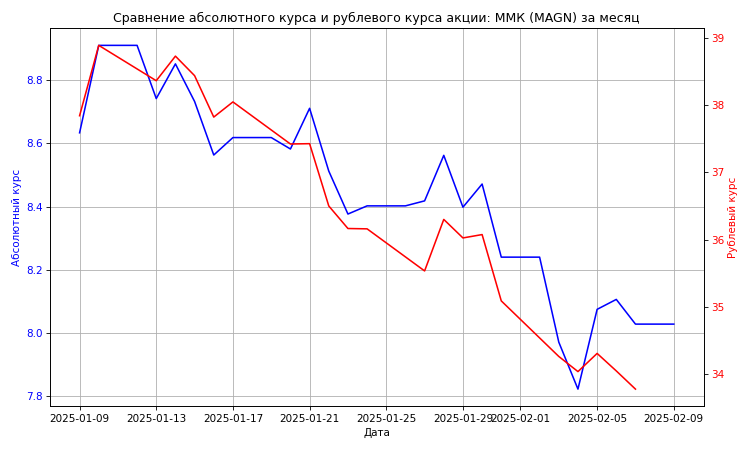 Сравнение абсолютного курса и рублевого курса акции: ММК (MAGN) за месяц
Абсолютный курс
8.8
8.6
8.4
8.2
8.0
7.8
39
38
37
36
35
34
Рублевый курс
2025-01-09 2025-01-13 2025-01-17 2025-01-21 2025-01-25 2025-01-29 2025-02-01 2025-02-05 2025-02-09
Дата